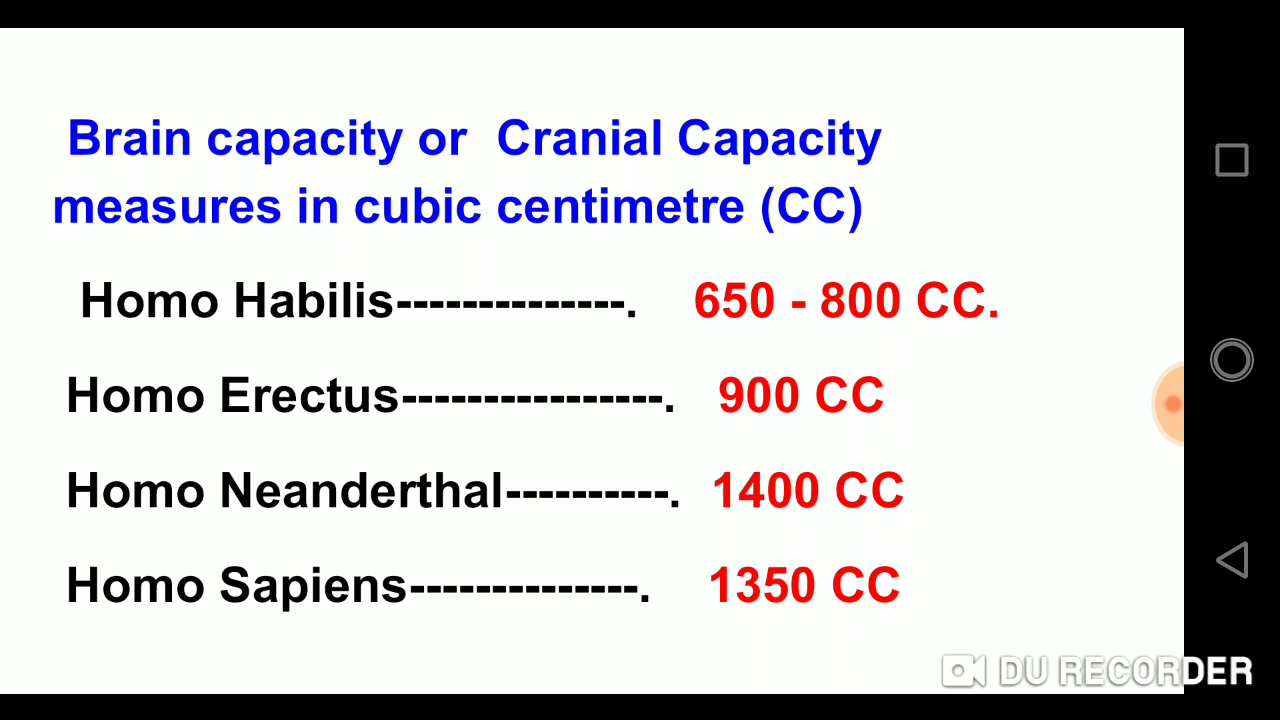 Brain capacity or Cranial Capacity
measures in cubic centimetre (CC)
Homo Habilis--------------. 650 - 800 CC.
Homo Erectus----------------. 900 CC
Homo Neanderthal----------. 1400 CC
Homo Sapiens--------------. 1350 CC
DU RECORDER